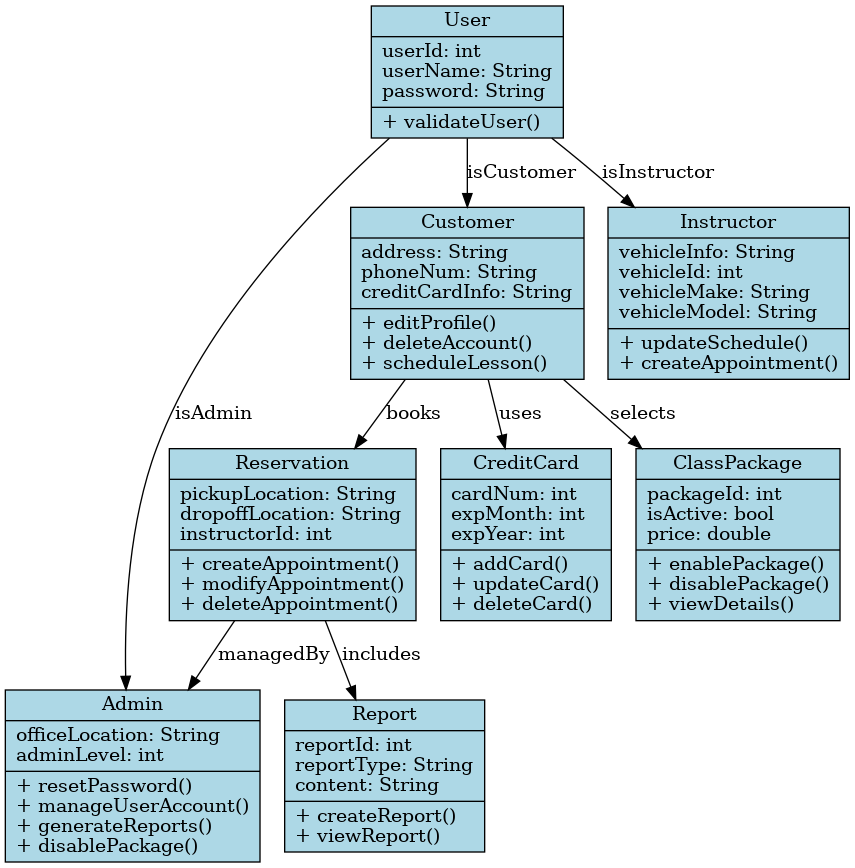 User
userId: int
userName: String
password: String
+ validateUser()
isCustomer
isInstructor
Customer
address: String
phoneNum: String
creditCardInfo: String
+ editProfile()
+ deleteAccount()
+ scheduleLesson()
Instructor
vehicleInfo: String
vehicleId: int
vehicleMake: String
vehicleModel: String
+ updateSchedule()
+ createAppointment()
isAdmin
books
uses
selects
Reservation
pickupLocation: String
dropoffLocation: String
instructorId: int
+ createAppointment()
+ modifyAppointment()
+ deleteAppointment()
CreditCard
cardNum: int
expMonth: int
expYear: int
+ addCard()
+ updateCard()
+ deleteCard()
ClassPackage
packageId: int
isActive: bool
price: double
+ enablePackage()
+ disablePackage()
+ viewDetails()
managedBy
includes
Admin
officeLocation: String
adminLevel: int
+ resetPassword()
+ manageUserAccount()
+ generateReports()
+ disablePackage()
Report
reportId: int
reportType: String
content: String
+ createReport()
+ viewReport()